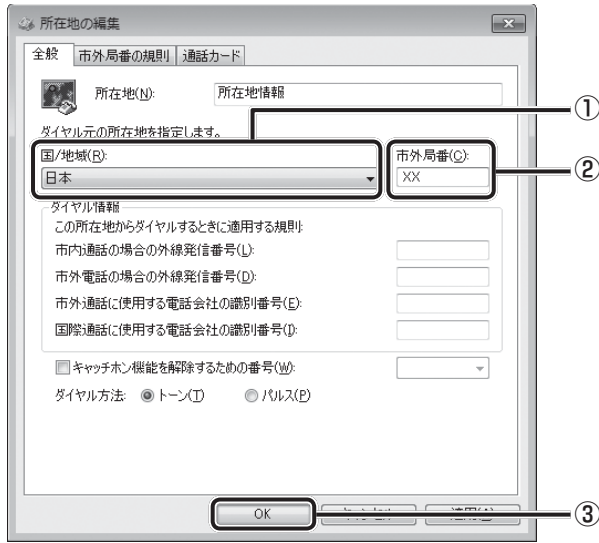 所在地の編集
全般 市外局番の規則 通話カード
所在地(N): 所在地情報
①
ダイヤル元の所在地を指定します。
国/地域(R): 市外局番(C):
②
日本 XX
ダイヤル情報
この所在地からダイヤルするときに適用する規則:
市内通話の場合の外線発信番号(L):
市外電話の場合の外線発信番号(D):
市外通話に使用する電話会社の識別番号(E):
国際通話に使用する電話会社の識別番号(I):
キャッチホン機能を解除するための番号(W):
ダイヤル方法: トーン(T) パルス(P)
OK キャンセル 適用(A)
③